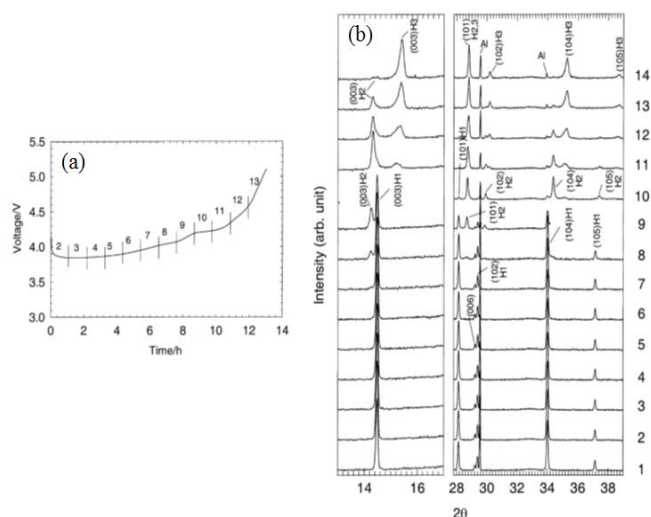 (a)
5.5
5.0
4.5
4.0
3.5
3.0
Voltage/V
2 3 4 5 6 7 8 9 10 11 12 13
0 2 4 6 8 10 12 14
Time/h
(b)
Intensity (arb. unit)
(003)H3
(003)
H2
(003)H2
(003)H1
(101)
H2,3
Al
(102)H3
Al
(104)H3
(105)H3
(101)H1
(102)
H2
(104)
H2
(105)
H2
(101)
H2
(104)H1
(105)H1
(102)
H1
(006)
14
13
12
11
10
9
8
7
6
5
4
3
2
1
14 16 28 30 32 34 36 38
2θ